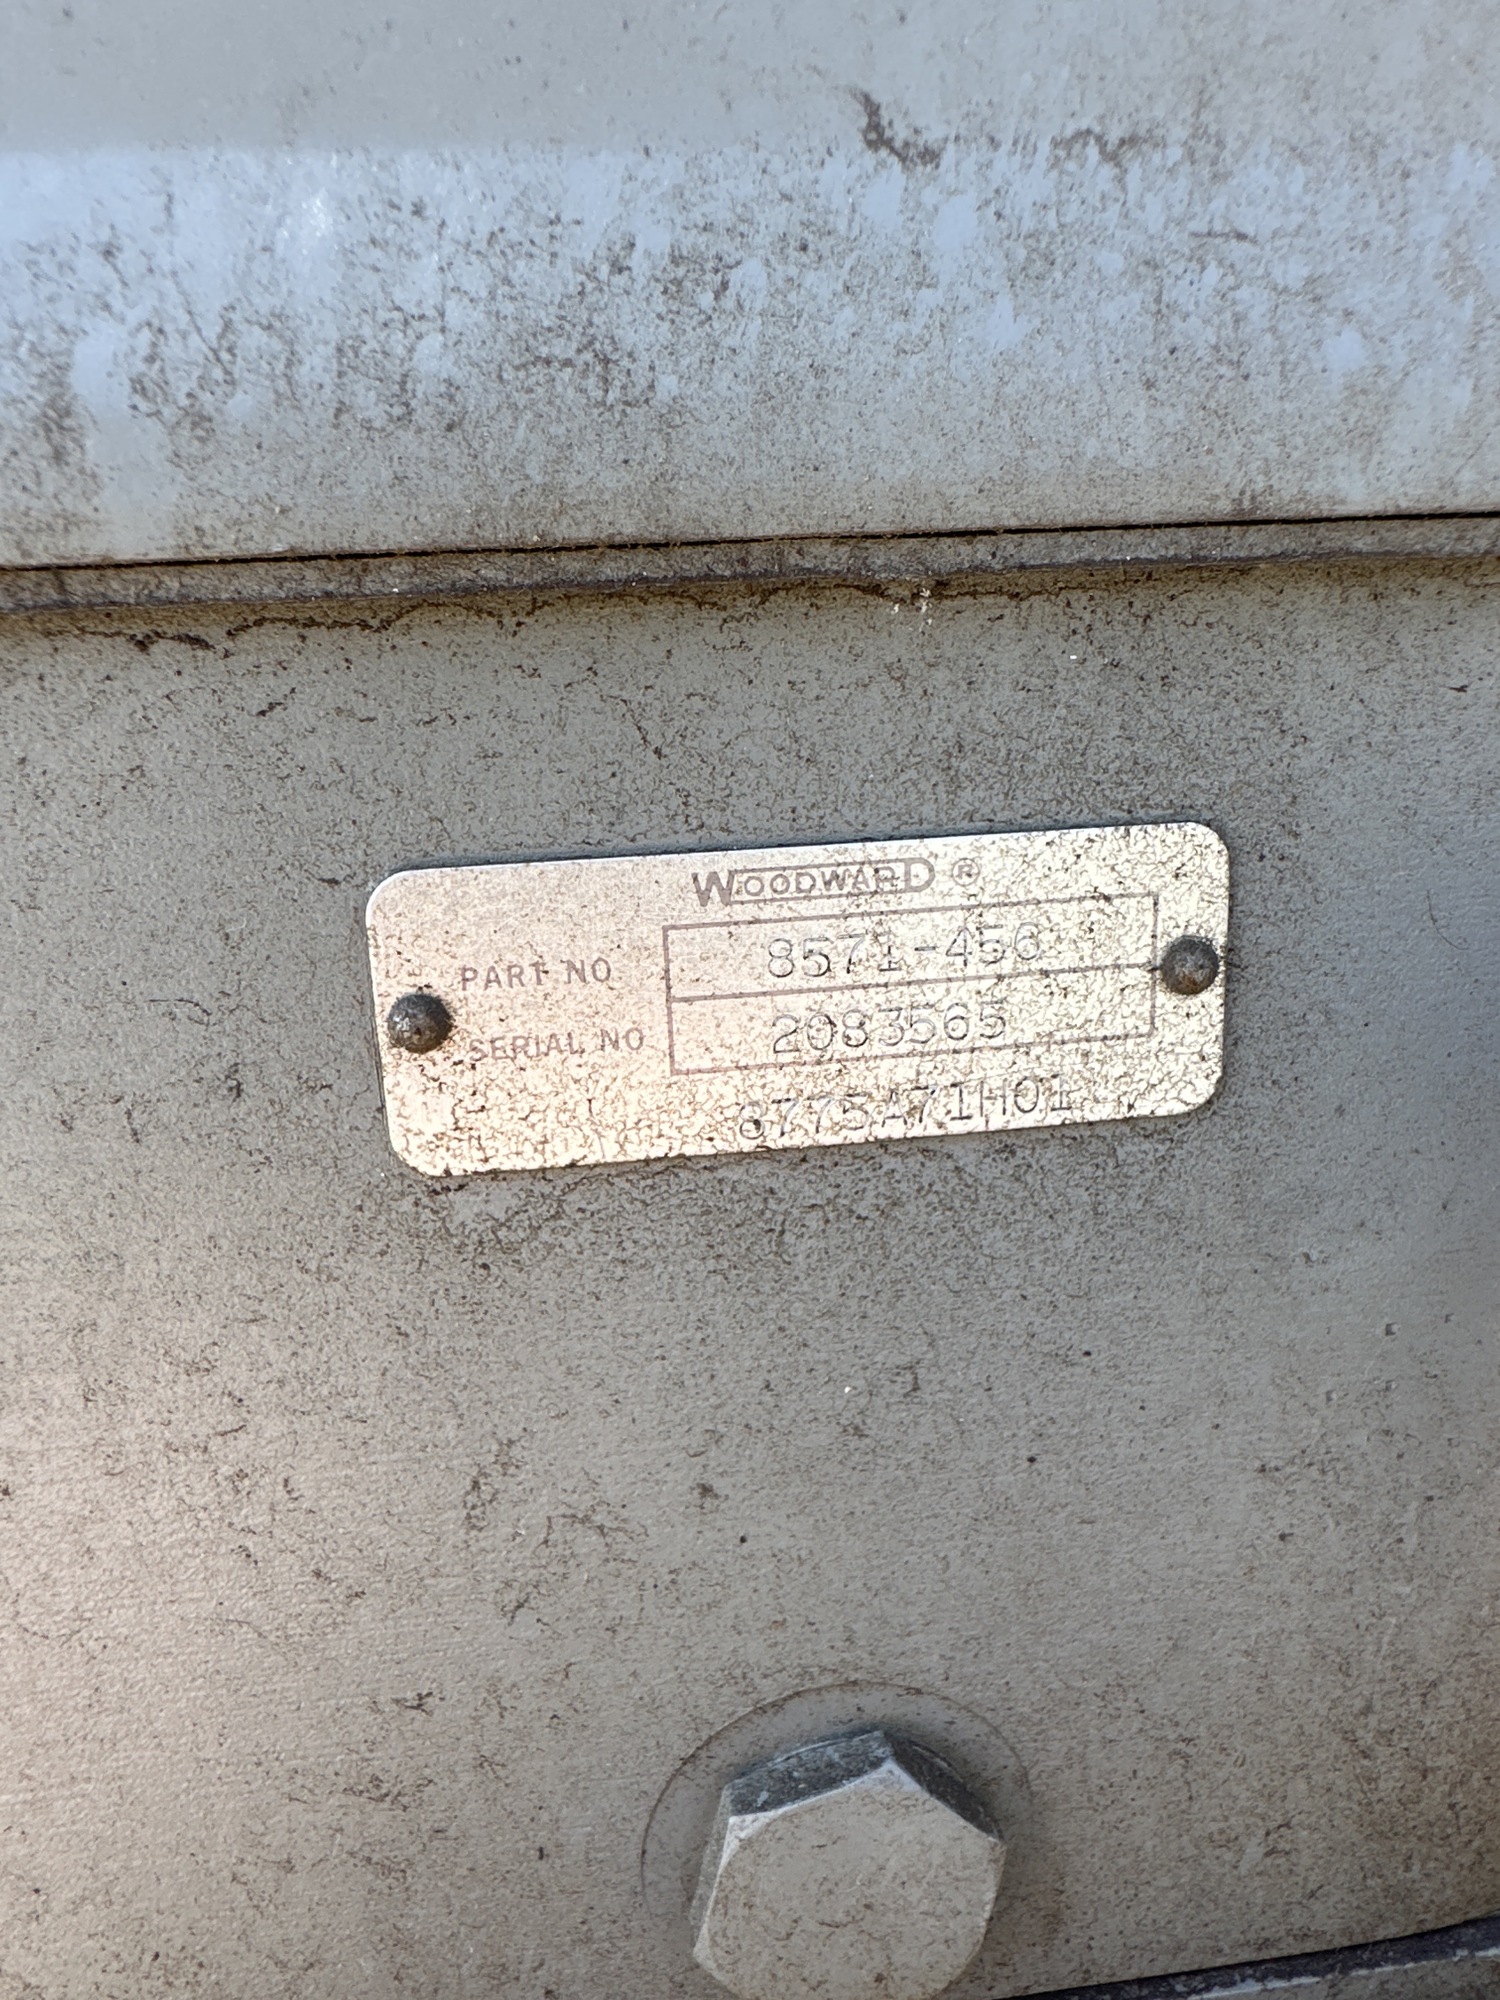 WOODWARD ®
PART NO 8571-456
SERIAL NO 2083565
8775A71H01